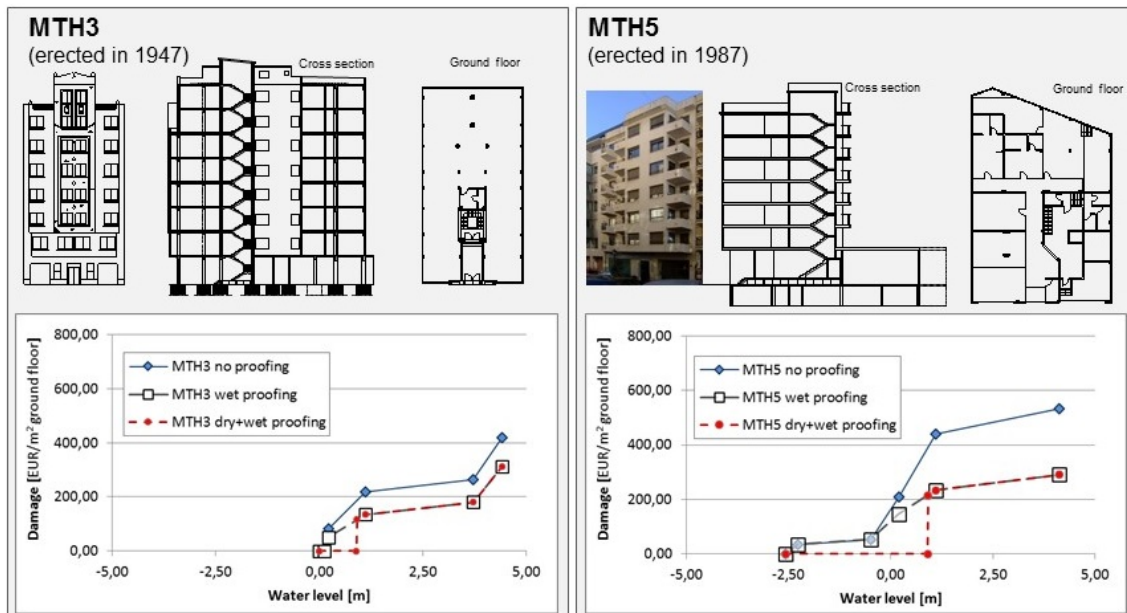 MTH3
(erected in 1947)
Cross section
Ground floor
800,00
600,00
400,00
200,00
0,00
Damage [EUR/m² ground floor]
MTH3 no proofing
MTH3 wet proofing
MTH3 dry+wet proofing
-5,00 -2,50 0,00 2,50 5,00
Water level [m]
MTH5
(erected in 1987)
Cross section
Ground floor
800,00
600,00
400,00
200,00
0,00
Damage [EUR/m² ground floor]
MTH5 no proofing
MTH5 wet proofing
MTH5 dry+wet proofing
-5,00 -2,50 0,00 2,50 5,00
Water level [m]